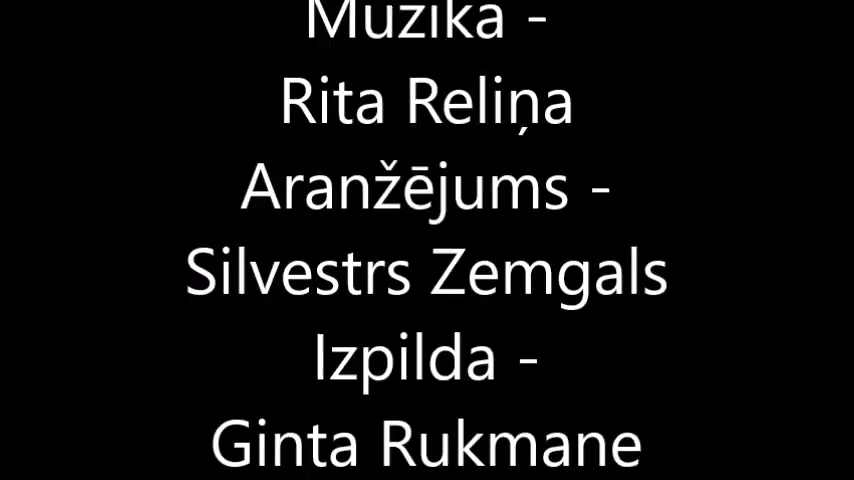 Mūzika -
Rita Reliņa
Aranžējums -
Silvestrs Zemgals
Izpilda -
Ginta Rukmane